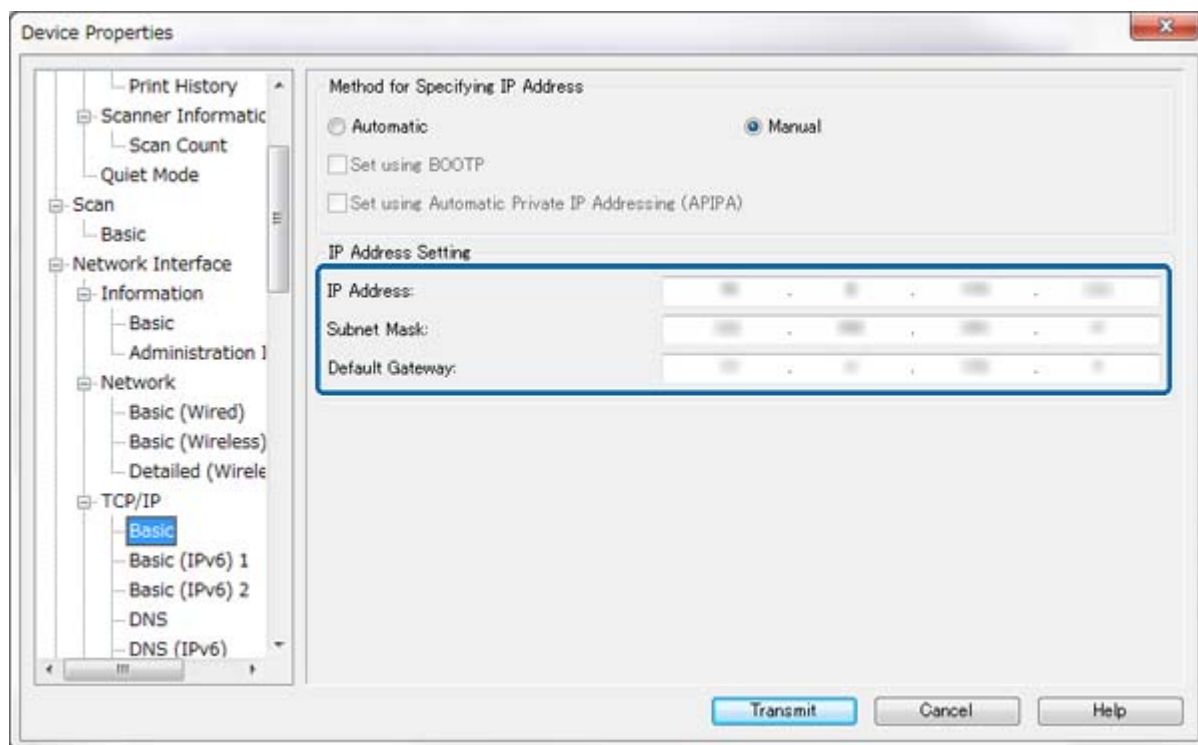 Device Properties
Print History
Scanner Informatic
Scan Count
Quiet Mode
Scan
Basic
Network Interface
Information
Basic
Administration I
Network
Basic (Wired)
Basic (Wireless)
Detailed (Wirele
TCP/IP
Basic
Basic (IPv6) 1
Basic (IPv6) 2
DNS
DNS (IPv6)
Method for Specifying IP Address
Automatic
Manual
Set using BOOTP
Set using Automatic Private IP Addressing (APIPA)
IP Address Setting
IP Address:
Subnet Mask:
Default Gateway:
Transmit
Cancel
Help